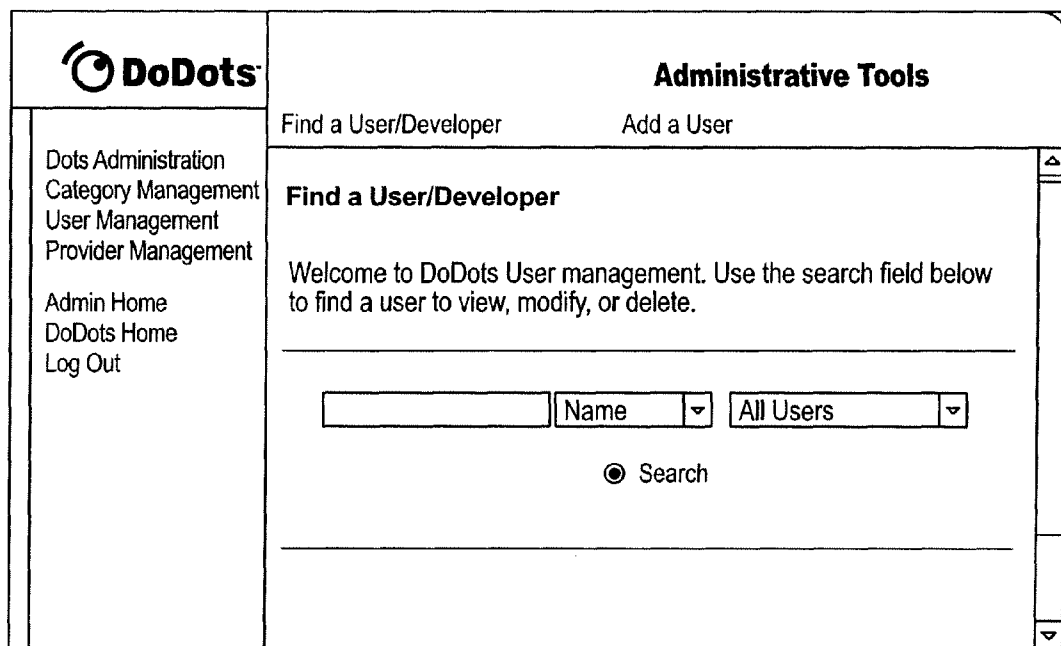 DoDots
Administrative Tools
Find a User/Developer
Add a User
Dots Administration
Category Management
User Management
Provider Management
Admin Home
DoDots Home
Log Out
Find a User/Developer
Welcome to DoDots User management. Use the search field below
to find a user to view, modify, or delete.
Name
All Users
Search